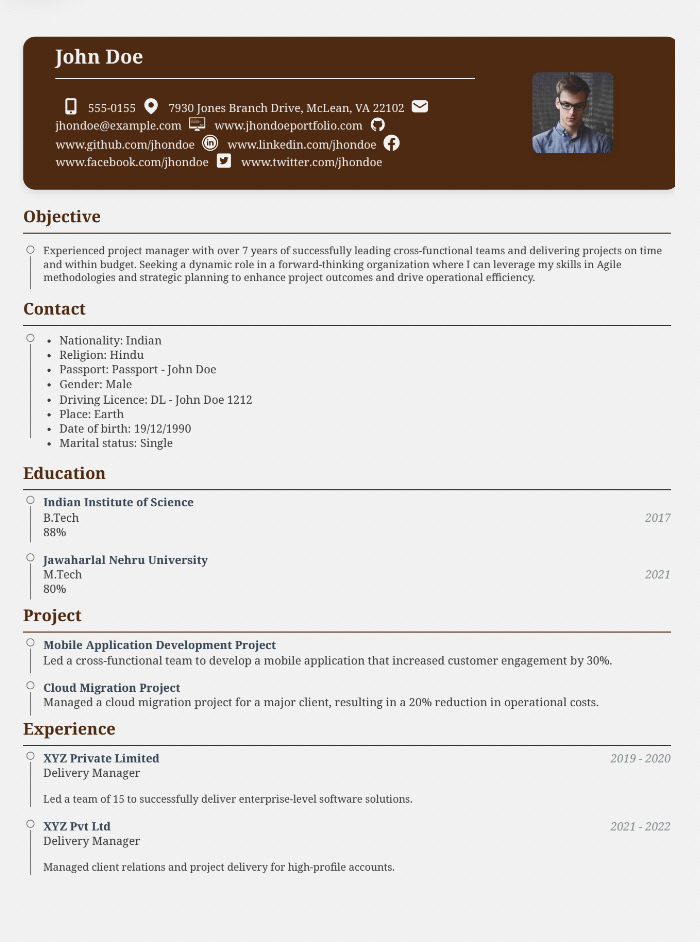 John Doe
555-0155 7930 Jones Branch Drive, McLean, VA 22102
jhondoe@example.com www.jhondoeportfolio.com
www.github.com/jhondoe www.linkedin.com/jhondoe
www.facebook.com/jhondoe www.twitter.com/jhondoe
Objective
Experienced project manager with over 7 years of successfully leading cross-functional teams and delivering projects on time
and within budget. Seeking a dynamic role in a forward-thinking organization where I can leverage my skills in Agile
methodologies and strategic planning to enhance project outcomes and drive operational efficiency.
Contact
• Nationality: Indian
• Religion: Hindu
• Passport: Passport - John Doe
• Gender: Male
• Driving Licence: DL - John Doe 1212
• Place: Earth
• Date of birth: 19/12/1990
• Marital status: Single
Education
Indian Institute of Science
B.Tech 2017
88%
Jawaharlal Nehru University
M.Tech 2021
80%
Project
Mobile Application Development Project
Led a cross-functional team to develop a mobile application that increased customer engagement by 30%.
Cloud Migration Project
Managed a cloud migration project for a major client, resulting in a 20% reduction in operational costs.
Experience
XYZ Private Limited 2019 - 2020
Delivery Manager
Led a team of 15 to successfully deliver enterprise-level software solutions.
XYZ Pvt Ltd 2021 - 2022
Delivery Manager
Managed client relations and project delivery for high-profile accounts.